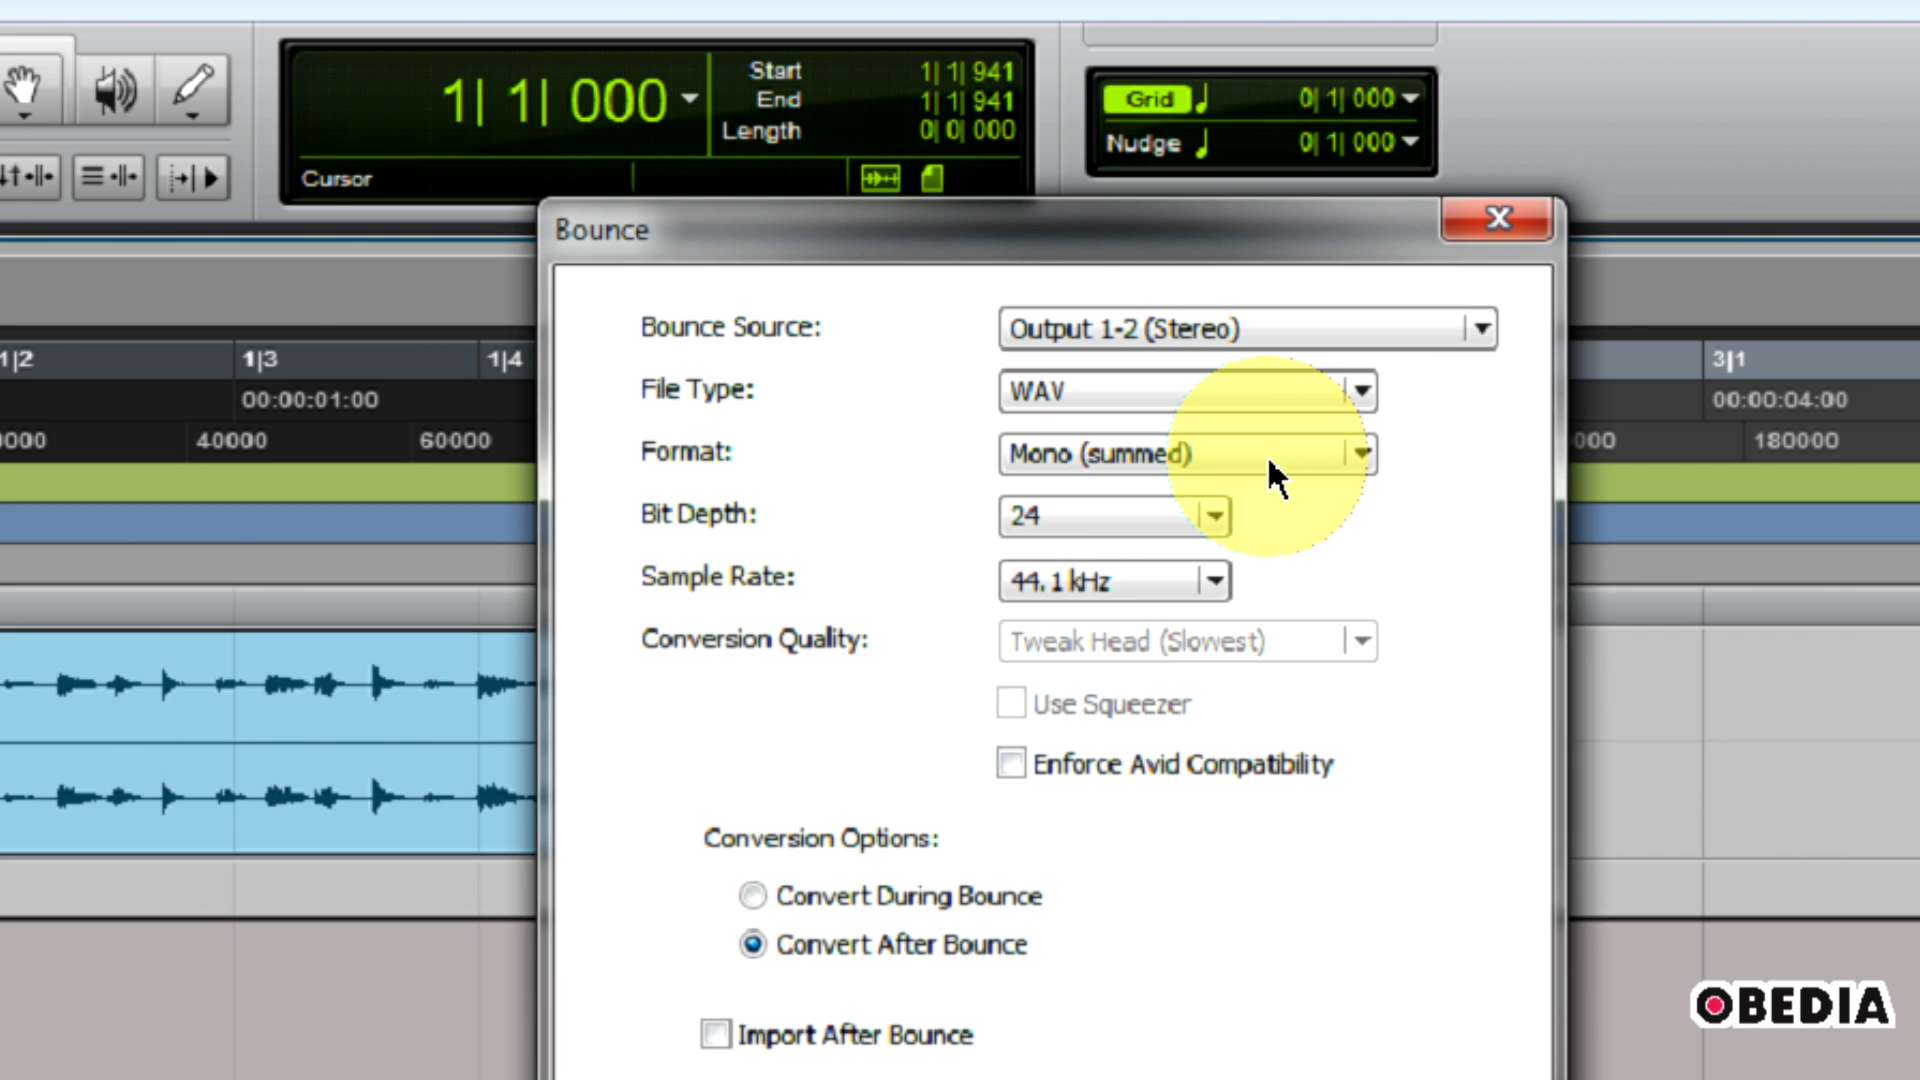 1| 1| 000
Start 1| 1| 941
End 1| 1| 941
Length 0| 0| 000
Cursor
Grid 0| 1| 000
Nudge 0| 1| 000
Bounce
1|2 1|3 1|4 3|1
00:00:01:00 00:00:04:00
40000 60000 180000
Bounce Source: Output 1-2 (Stereo)
File Type: WAV
Format: Mono (summed)
Bit Depth: 24
Sample Rate: 44.1 kHz
Conversion Quality: Tweak Head (Slowest)
Use Squeezer
Enforce Avid Compatibility
Conversion Options:
Convert During Bounce
Convert After Bounce
Import After Bounce
OBEDIA